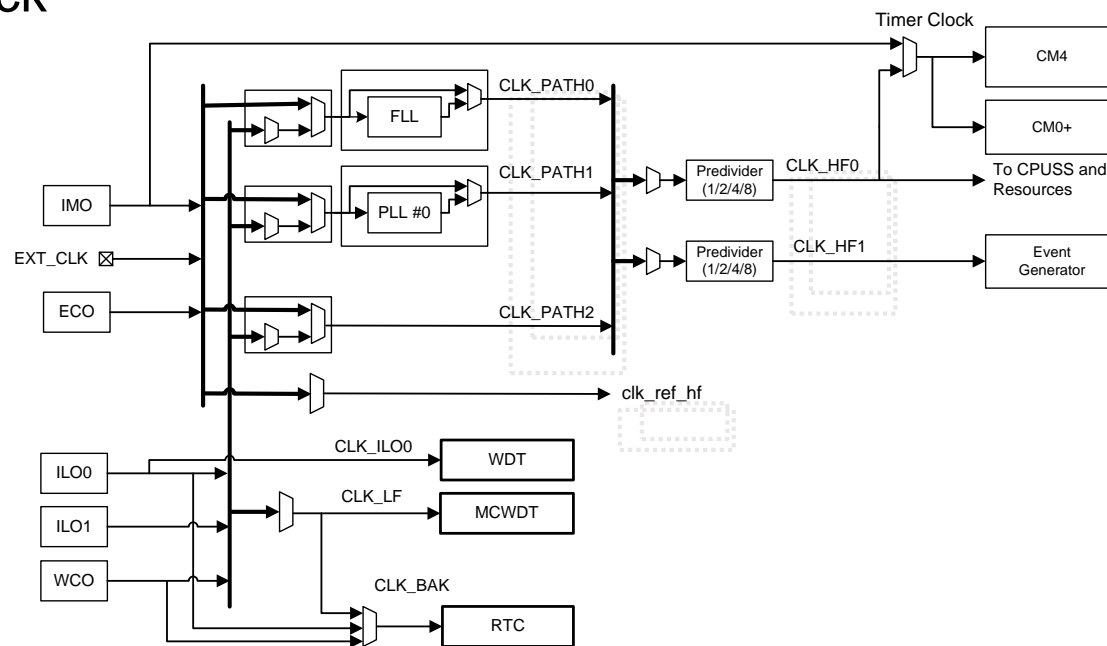 Timer Clock
CM4
CLK_PATH0
FLL
CM0+
CLK_PATH1
Predivider
(1/2/4/8)
CLK_HF0
To CPUSS and
Resources
IMO
PLL #0
EXT_CLK
Predivider
(1/2/4/8)
CLK_HF1
Event
Generator
ECO
CLK_PATH2
clk_ref_hf
CLK_ILO0
WDT
ILO0
CLK_LF
MCWDT
ILO1
WCO
CLK_BAK
RTC